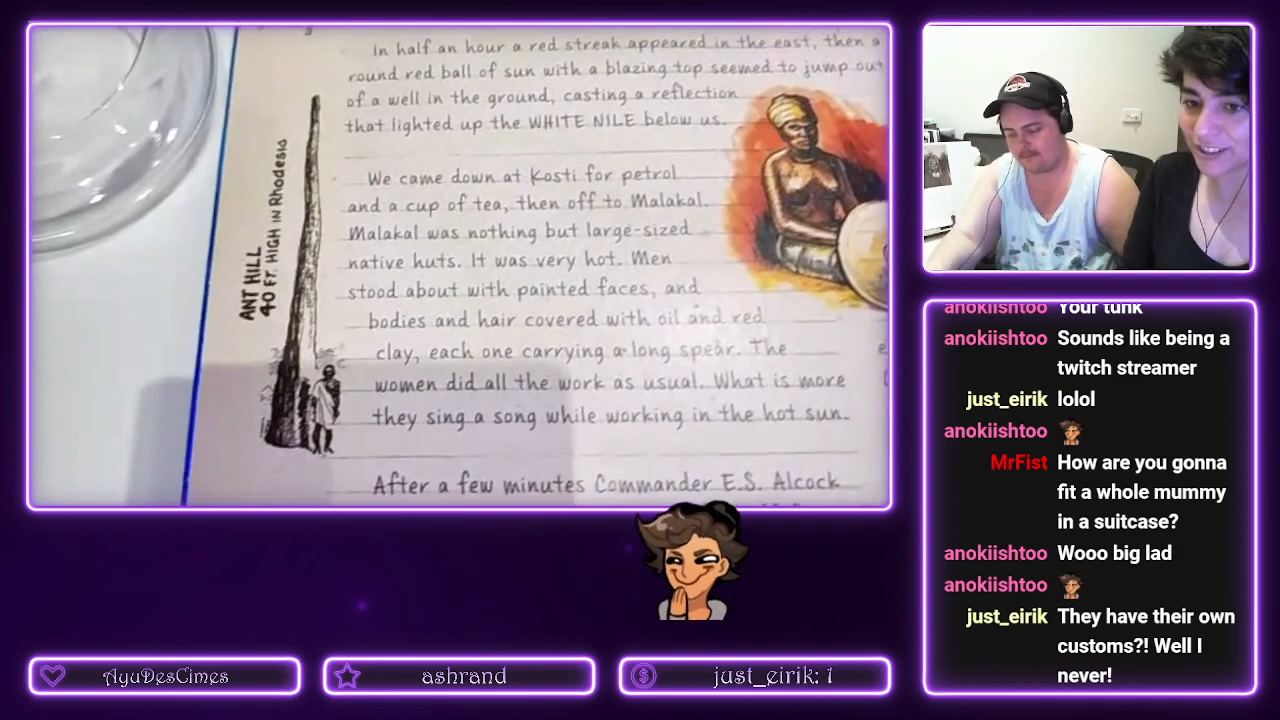 In half an hour a red streak appeared in the east, then a
round red ball of sun with a blazing top seemed to jump out
of a well in the ground, casting a reflection
that lighted up the WHITE NILE below us.
We came down at Kosti for petrol
and a cup of tea, then off to Malakal.
Malakal was nothing but large-sized
native huts. It was very hot. Men
stood about with painted faces, and
bodies and hair covered with oil and red
clay, each one carrying a long spear. The
women did all the work as usual. What is more
they sing a song while working in the hot sun.
After a few minutes Commander E.S. Alcock
ANT HILL
40 FT. HIGH IN Rhodesia
anokiishtoo Your tunk
anokiishtoo Sounds like being a
twitch streamer
just_eirik lolol
anokiishtoo
MrFist How are you gonna
fit a whole mummy
in a suitcase?
anokiishtoo Wooo big lad
anokiishtoo
just_eirik They have their own
customs?! Well I
never!
AyuDesCimes
ashrand
just_eirik: 1